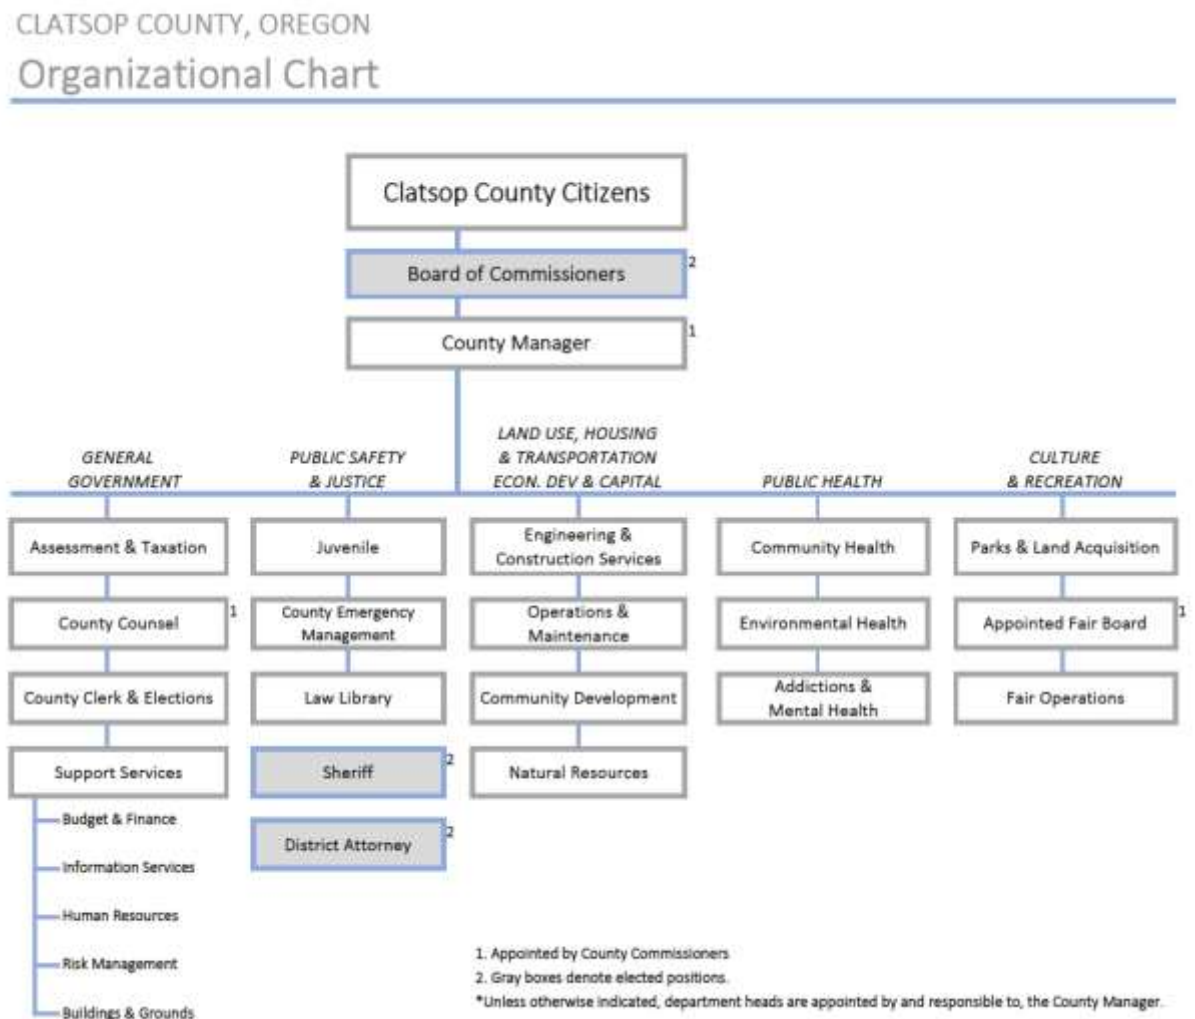 CLATSOP COUNTY, OREGON
Organizational Chart
Clatsop County Citizens
Board of Commissioners
2
County Manager
1
GENERAL
GOVERNMENT
Assessment & Taxation
County Counsel
1
County Clerk & Elections
Support Services
Budget & Finance
Information Services
Human Resources
Risk Management
Buildings & Grounds
PUBLIC SAFETY
& JUSTICE
Juvenile
County Emergency
Management
Law Library
Sheriff
2
District Attorney
2
LAND USE, HOUSING
& TRANSPORTATION
ECON. DEV & CAPITAL
Engineering &
Construction Services
Operations &
Maintenance
Community Development
Natural Resources
PUBLIC HEALTH
Community Health
Environmental Health
Addictions &
Mental Health
CULTURE
& RECREATION
Parks & Land Acquisition
Appointed Fair Board
1
Fair Operations
1. Appointed by County Commissioners
2. Gray boxes denote elected positions.
*Unless otherwise indicated, department heads are appointed by and responsible to, the County Manager.